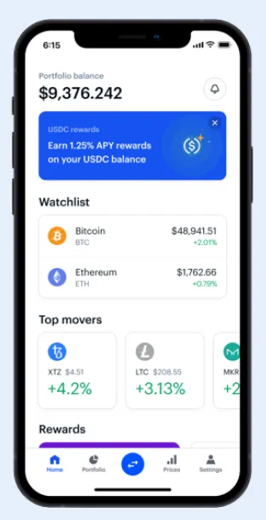 6:15
Portfolio balance
$9,376.242
USDC rewards
Earn 1.25% APY rewards
on your USDC balance
Watchlist
Bitcoin $48,941.51
BTC +2.01%
Ethereum $1,762.66
ETH +0.79%
Top movers
XTZ $4.51 LTC $208.55 MKR
+4.2% +3.13% +2
Rewards
Home Portfolio Prices Settings